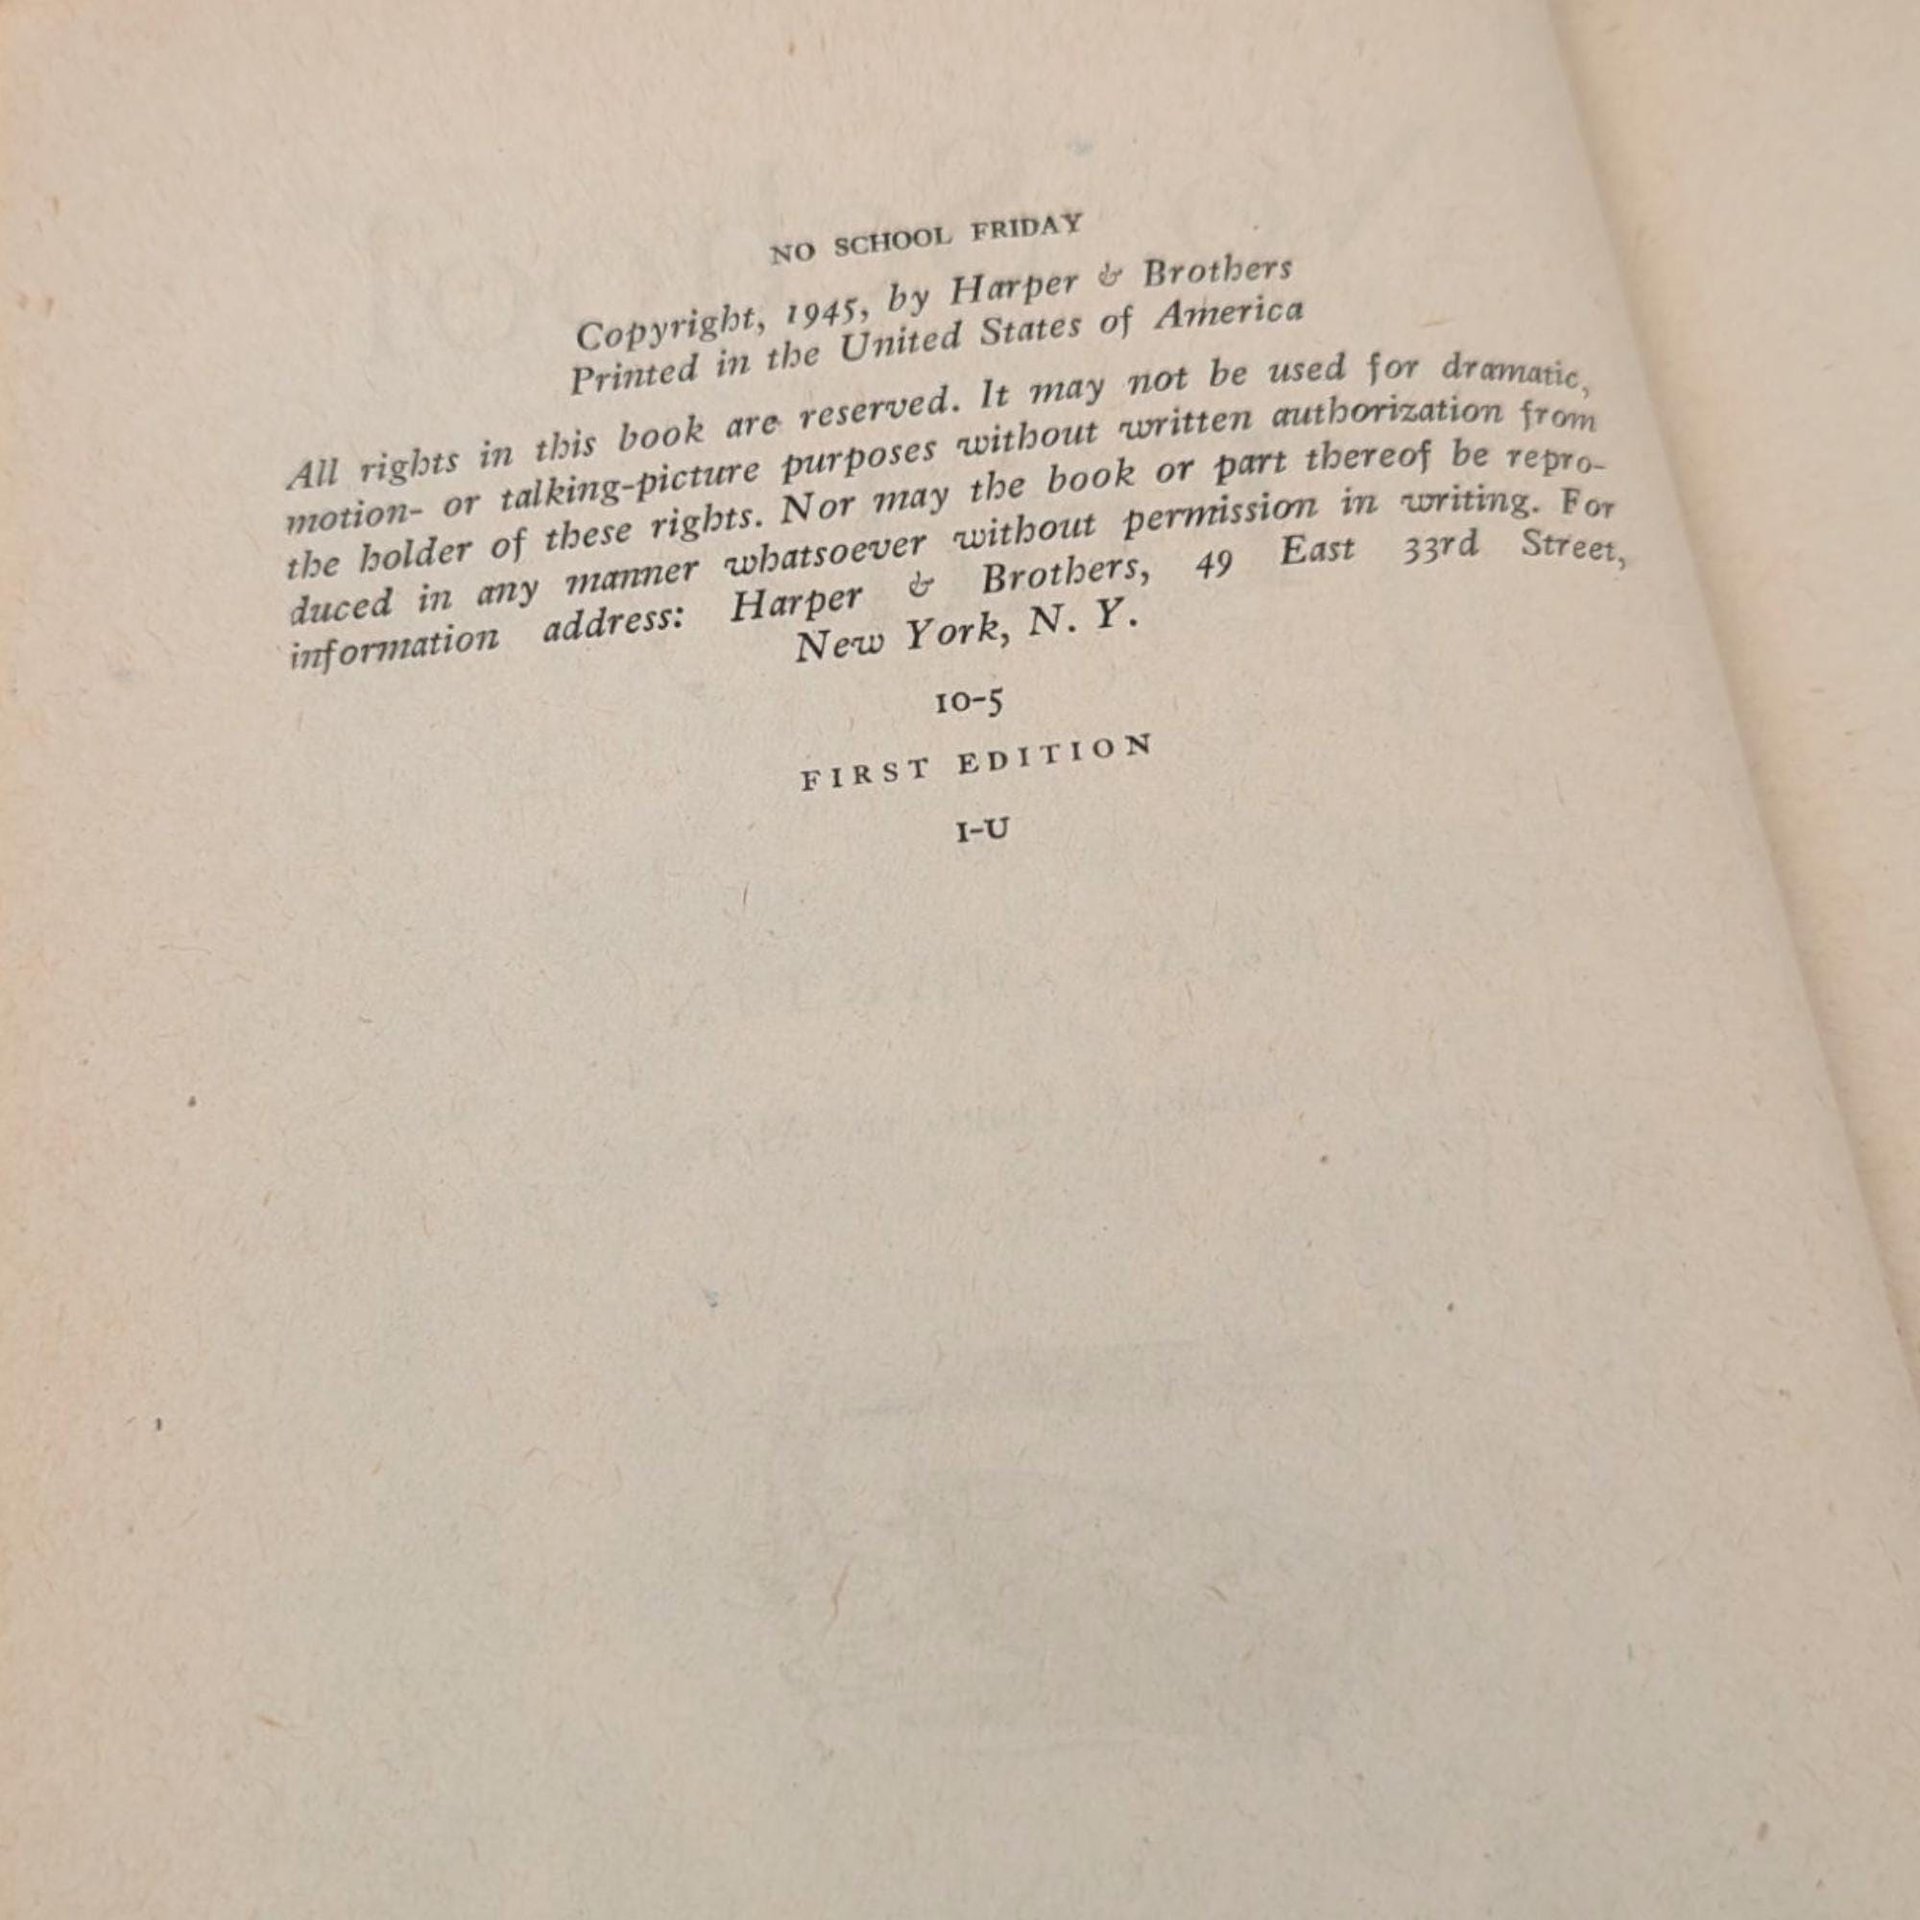 NO SCHOOL FRIDAY
Copyright, 1945, by Harper & Brothers
Printed in the United States of America
All rights in this book are reserved. It may not be used for dramatic,
motion- or talking-picture purposes without written authorization from
the holder of these rights. Nor may the book or part thereof be repro-
duced in any manner whatsoever without permission in writing. For
information address: Harper & Brothers, 49 East 33rd Street,
New York, N. Y.
10-5
FIRST EDITION
I-U